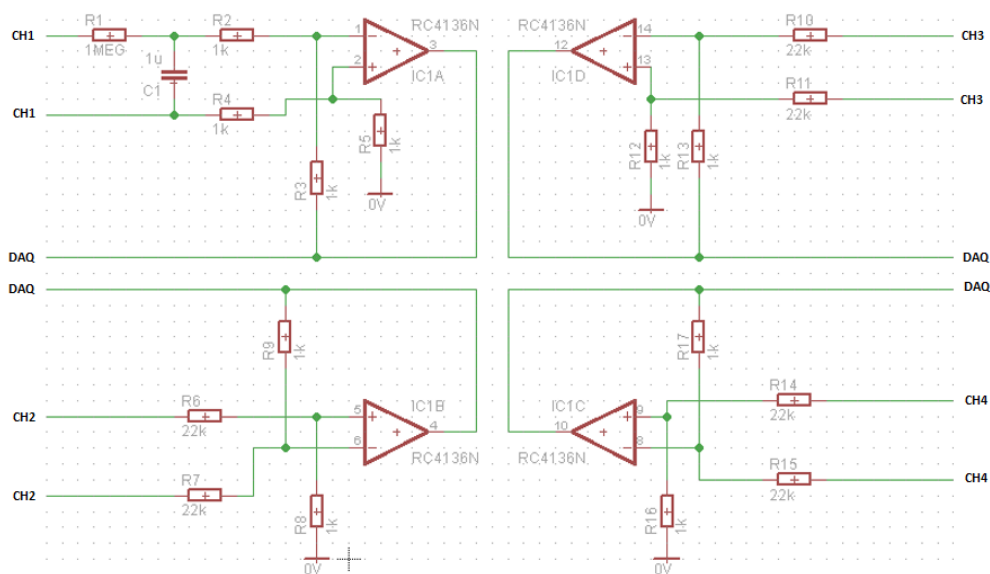 RC4136N RC4136N
CH1 R1 R2 1 3 12 14 R10 CH3
1MEG 1k 22k
1u 2 13
C1 IC1A IC1D R11 CH3
CH1 R4 22k
1k
R5 1k R12 1k R13 1k
R3 1k
0V 0V
DAQ DAQ
DAQ DAQ
R9 1k R17 1k
R6 IC1B IC1C R14 CH4
CH2 5 4 10 9
22k 22k
6 RC4136N RC4136N 8
R7 R15 CH4
CH2 22k 22k
R8 1k R16 1k
0V 0V